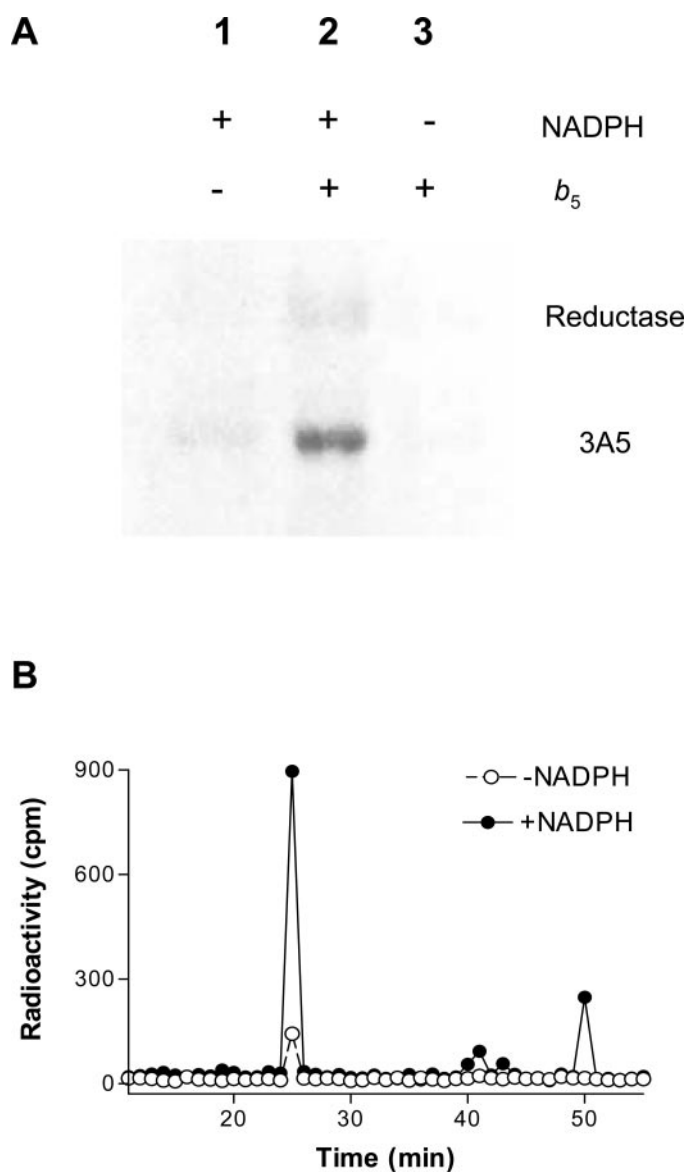 A 1 2 3
+ + - NADPH
- + + b5
Reductase
3A5
B
900
600
300
0
-NADPH
+NADPH
Radioactivity (cpm)
20 30 40 50
Time (min)